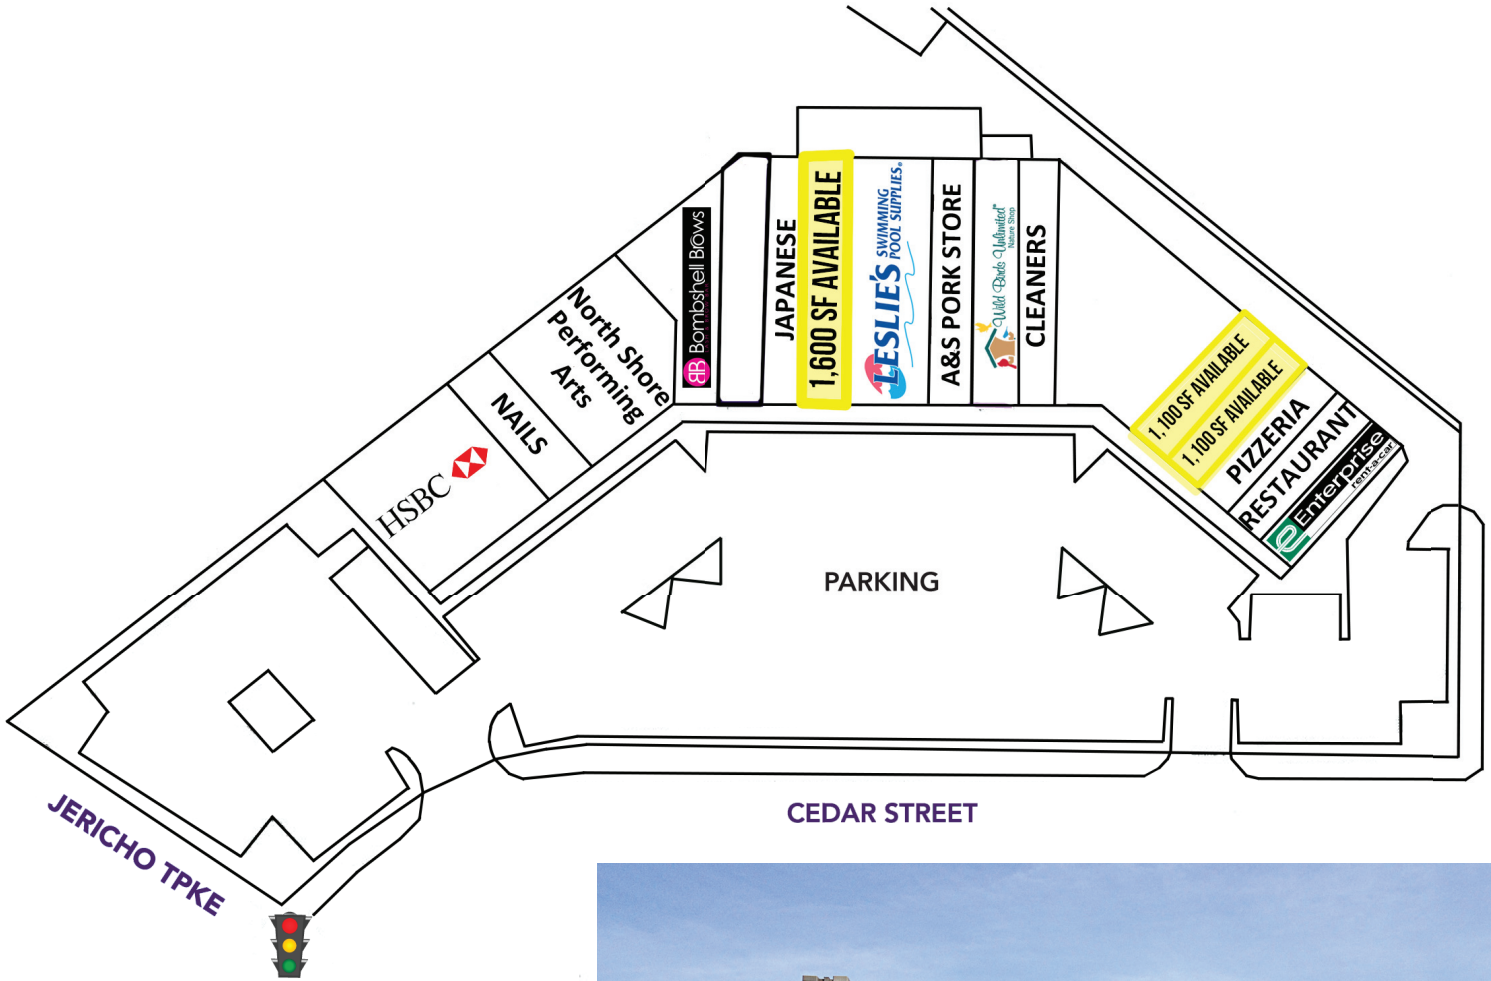 HSBC
NAILS
North Shore
Performing
Arts
BB Bombshell Brows
JAPANESE
1,600 SF AVAILABLE
LESLIE'S
SWIMMING
POOL SUPPLIES.
A&S PORK STORE
Wild Birds Unlimited
Nature Shop
CLEANERS
1,100 SF AVAILABLE
1,100 SF AVAILABLE
PIZZERIA
RESTAURANT
e Enterprise
rent-a-car
PARKING
CEDAR STREET
JERICHO TPKE